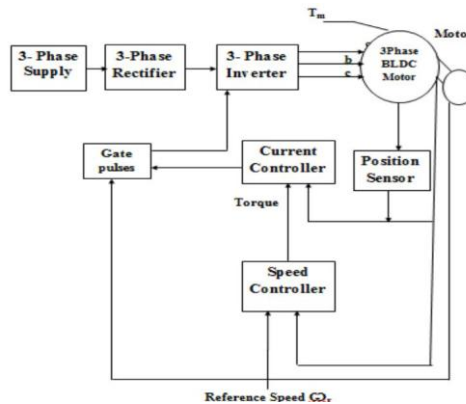 Tm
Motor
3- Phase
Supply
3-Phase
Rectifier
3- Phase
Inverter
b
c
3Phase
BLDC
Motor
Gate
pulses
Current
Controller
Position
Sensor
Torque
Speed
Controller
Reference Speed